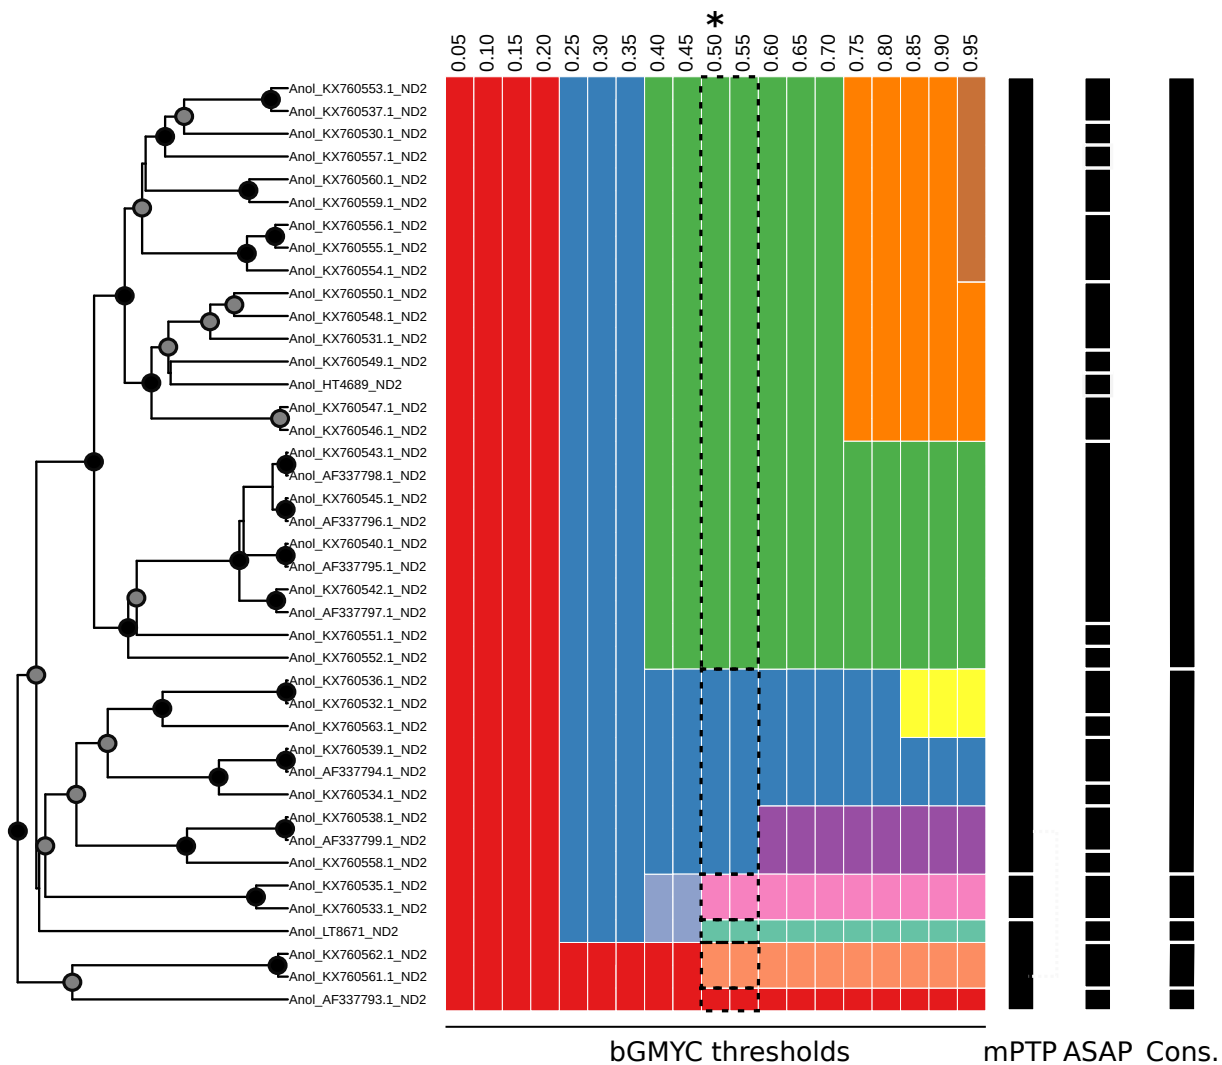 *
0.05 0.10 0.15 0.20 0.25 0.30 0.35 0.40 0.45 0.50 0.55 0.60 0.65 0.70 0.75 0.80 0.85 0.90 0.95
Anol_KX760553.1_ND2
Anol_KX760537.1_ND2
Anol_KX760530.1_ND2
Anol_KX760557.1_ND2
Anol_KX760560.1_ND2
Anol_KX760559.1_ND2
Anol_KX760556.1_ND2
Anol_KX760555.1_ND2
Anol_KX760554.1_ND2
Anol_KX760550.1_ND2
Anol_KX760548.1_ND2
Anol_KX760531.1_ND2
Anol_KX760549.1_ND2
Anol_HT4689_ND2
Anol_KX760547.1_ND2
Anol_KX760546.1_ND2
Anol_KX760543.1_ND2
Anol_AF337798.1_ND2
Anol_KX760545.1_ND2
Anol_AF337796.1_ND2
Anol_KX760540.1_ND2
Anol_AF337795.1_ND2
Anol_KX760542.1_ND2
Anol_AF337797.1_ND2
Anol_KX760551.1_ND2
Anol_KX760552.1_ND2
Anol_KX760536.1_ND2
Anol_KX760532.1_ND2
Anol_KX760563.1_ND2
Anol_KX760539.1_ND2
Anol_AF337794.1_ND2
Anol_KX760534.1_ND2
Anol_KX760538.1_ND2
Anol_AF337799.1_ND2
Anol_KX760558.1_ND2
Anol_KX760535.1_ND2
Anol_KX760533.1_ND2
Anol_LT8671_ND2
Anol_KX760562.1_ND2
Anol_KX760561.1_ND2
Anol_AF337793.1_ND2
bGMYC thresholds mPTP ASAP Cons.